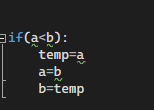 if(a<b):
    temp=a
    a=b
    b=temp